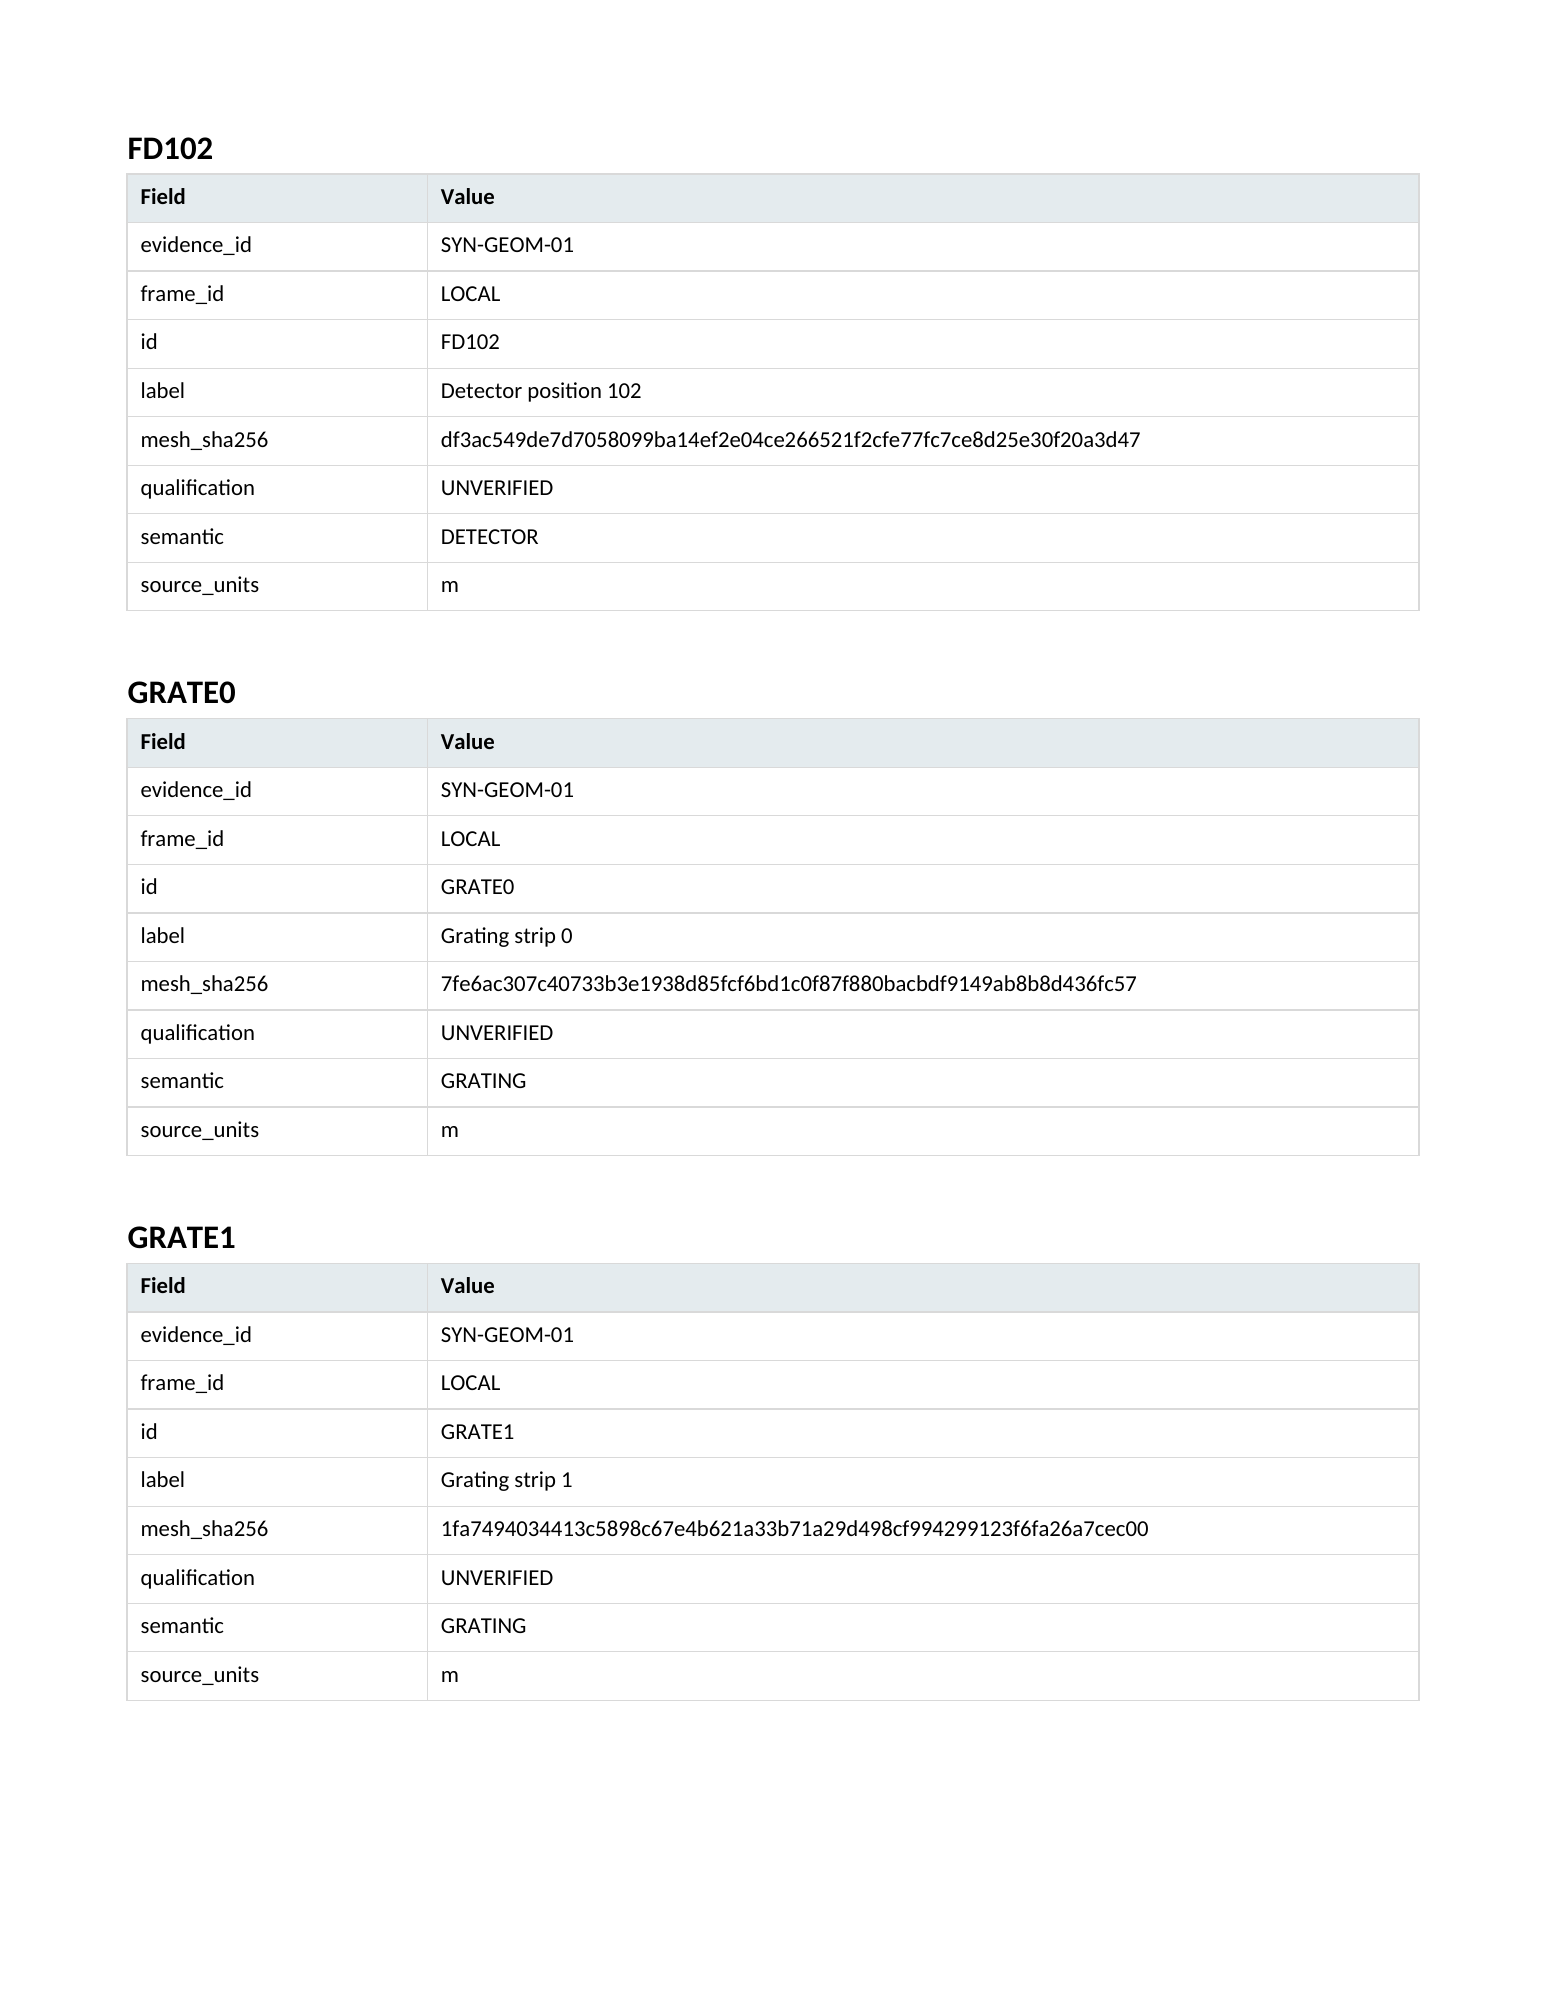 FD102
Field Value
evidence_id SYN-GEOM-01
frame_id LOCAL
id FD102
label Detector position 102
mesh_sha256 df3ac549de7d7058099ba14ef2e04ce266521f2cfe77fc7ce8d25e30f20a3d47
qualification UNVERIFIED
semantic DETECTOR
source_units m
GRATE0
Field Value
evidence_id SYN-GEOM-01
frame_id LOCAL
id GRATE0
label Grating strip 0
mesh_sha256 7fe6ac307c40733b3e1938d85fcf6bd1c0f87f880bacbdf9149ab8b8d436fc57
qualification UNVERIFIED
semantic GRATING
source_units m
GRATE1
Field Value
evidence_id SYN-GEOM-01
frame_id LOCAL
id GRATE1
label Grating strip 1
mesh_sha256 1fa7494034413c5898c67e4b621a33b71a29d498cf994299123f6fa26a7cec00
qualification UNVERIFIED
semantic GRATING
source_units m